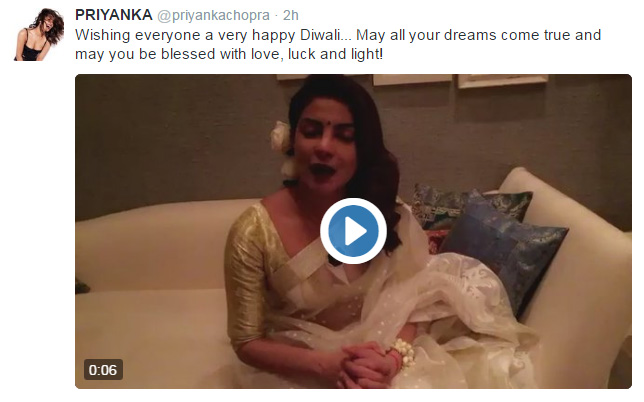 PRIYANKA @priyankachopra · 2h
Wishing everyone a very happy Diwali... May all your dreams come true and
may you be blessed with love, luck and light!
0:06